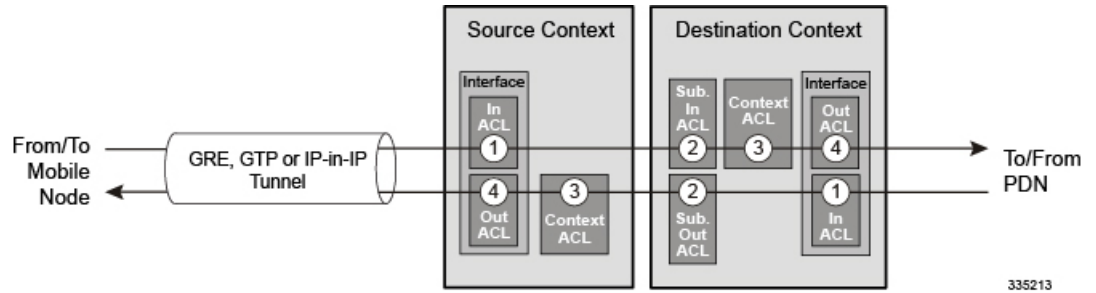 Source Context
Destination Context
Interface
In
ACL
1
4
Out
ACL
3
Context
ACL
Sub.
In
ACL
2
Context
ACL
3
Interface
Out
ACL
4
2
Sub.
Out
ACL
1
In
ACL
From/To
Mobile
Node
GRE, GTP or IP-in-IP
Tunnel
To/From
PDN
335213